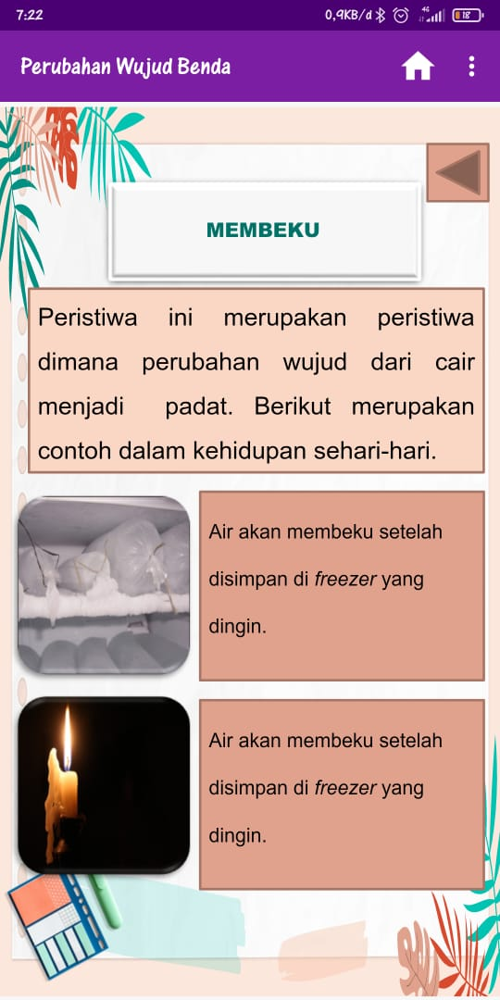 7:22 0,9KB/d 4G 18
Perubahan Wujud Benda
MEMBEKU
Peristiwa ini merupakan peristiwa
dimana perubahan wujud dari cair
menjadi padat. Berikut merupakan
contoh dalam kehidupan sehari-hari.
Air akan membeku setelah
disimpan di freezer yang
dingin.
Air akan membeku setelah
disimpan di freezer yang
dingin.